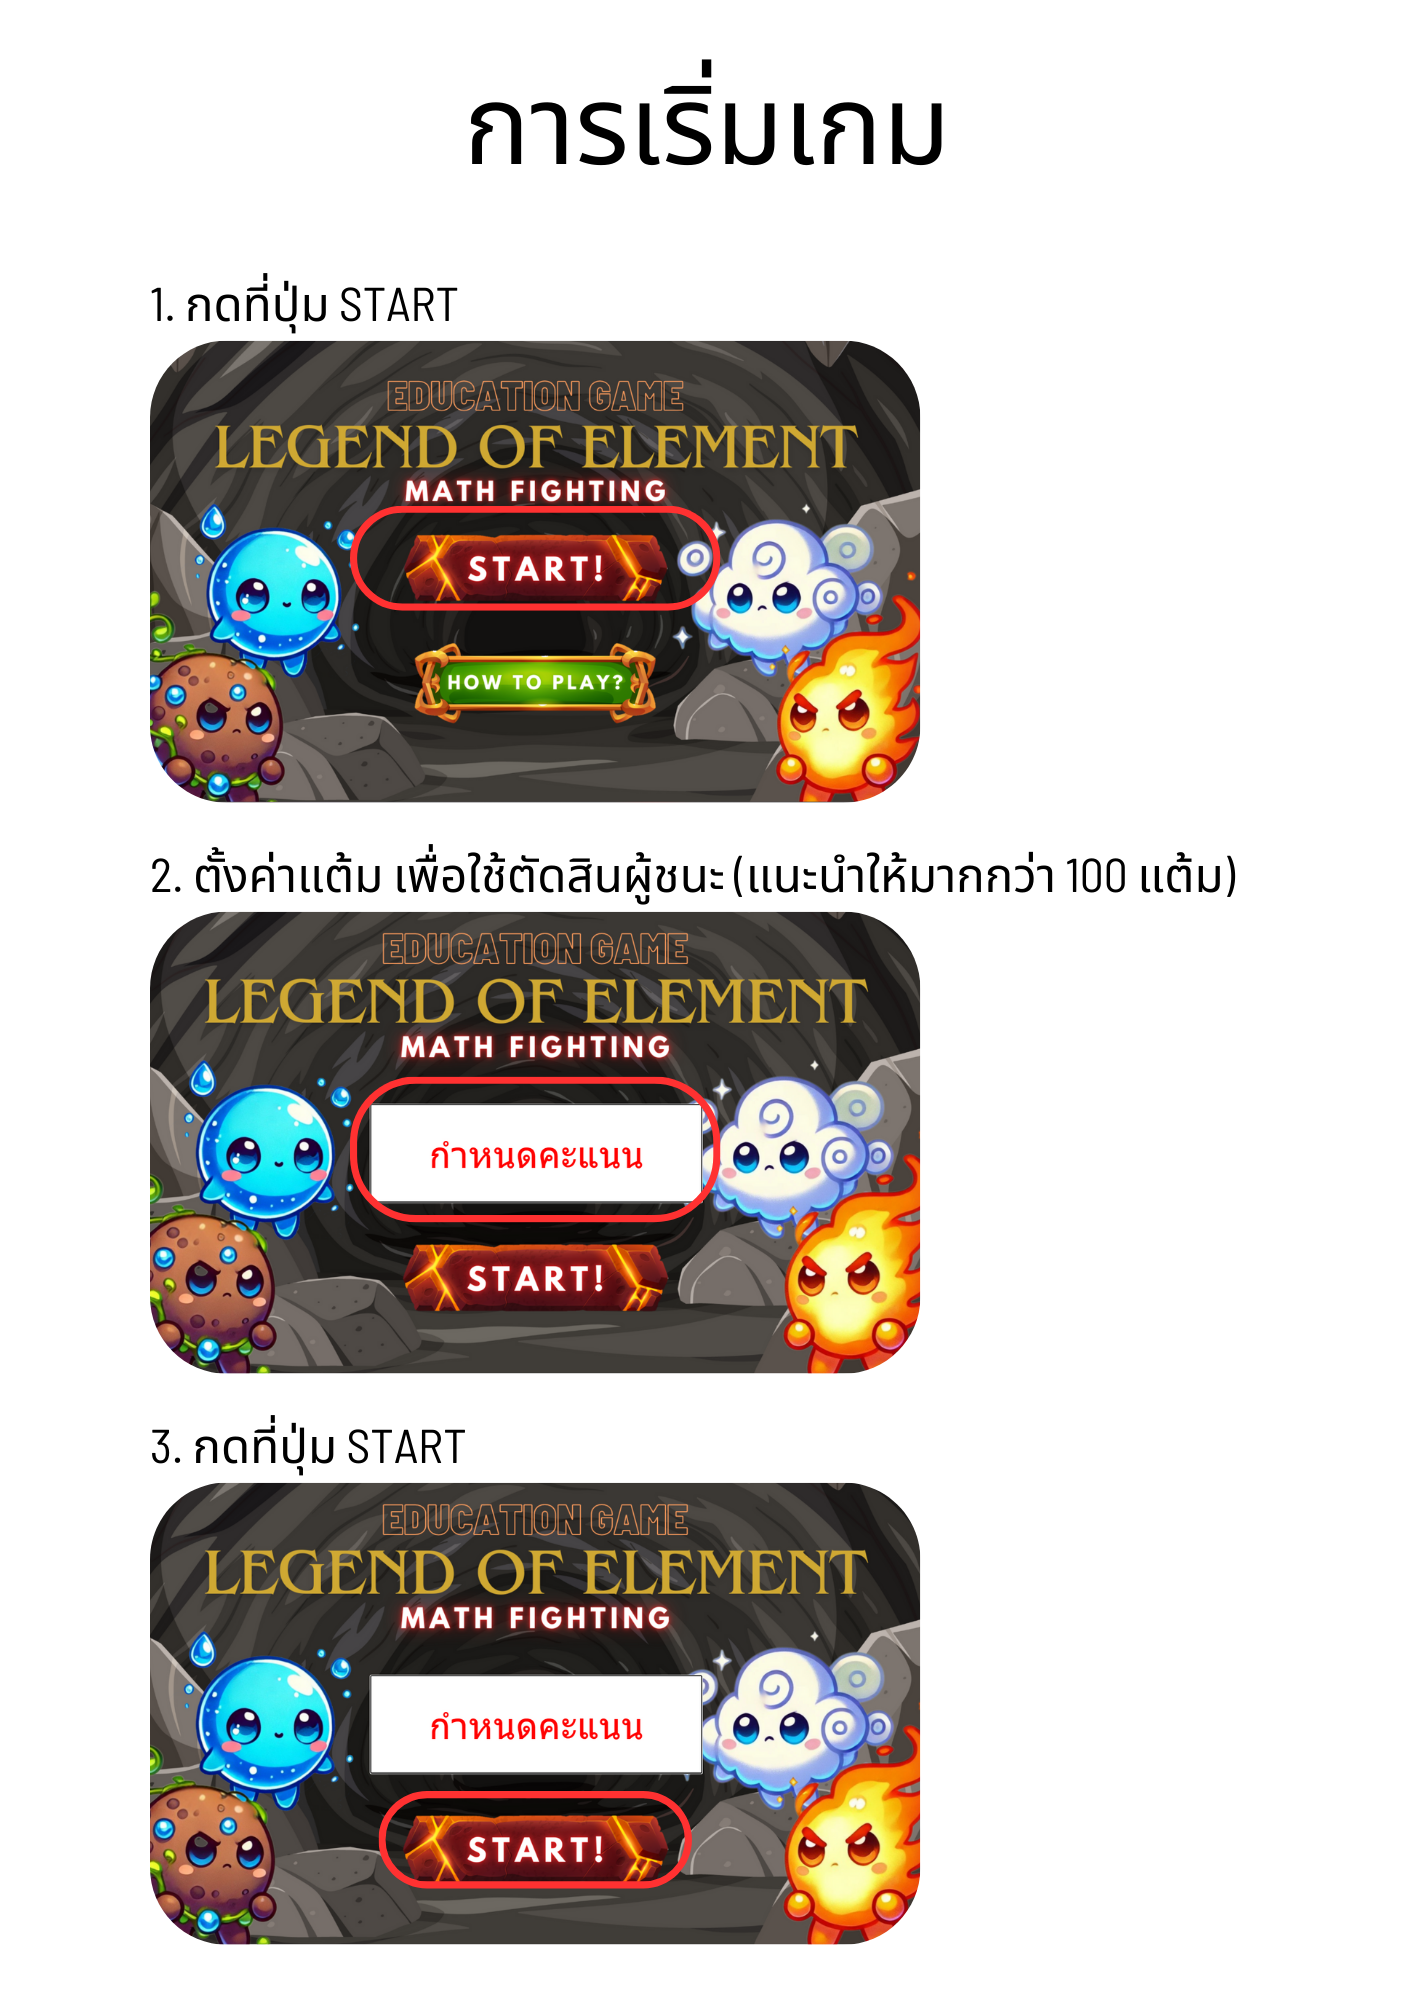 การเริ่มเกม
1. กดที่ปุ่ม START
EDUCATION GAME
LEGEND OF ELEMENT
MATH FIGHTING
START!
HOW TO PLAY?
2. ตั้งค่าแต้ม เพื่อใช้ตัดสินผู้ชนะ (แนะนำให้มากกว่า 100 แต้ม)
EDUCATION GAME
LEGEND OF ELEMENT
MATH FIGHTING
กำหนดคะแนน
START!
3. กดที่ปุ่ม START
EDUCATION GAME
LEGEND OF ELEMENT
MATH FIGHTING
กำหนดคะแนน
START!